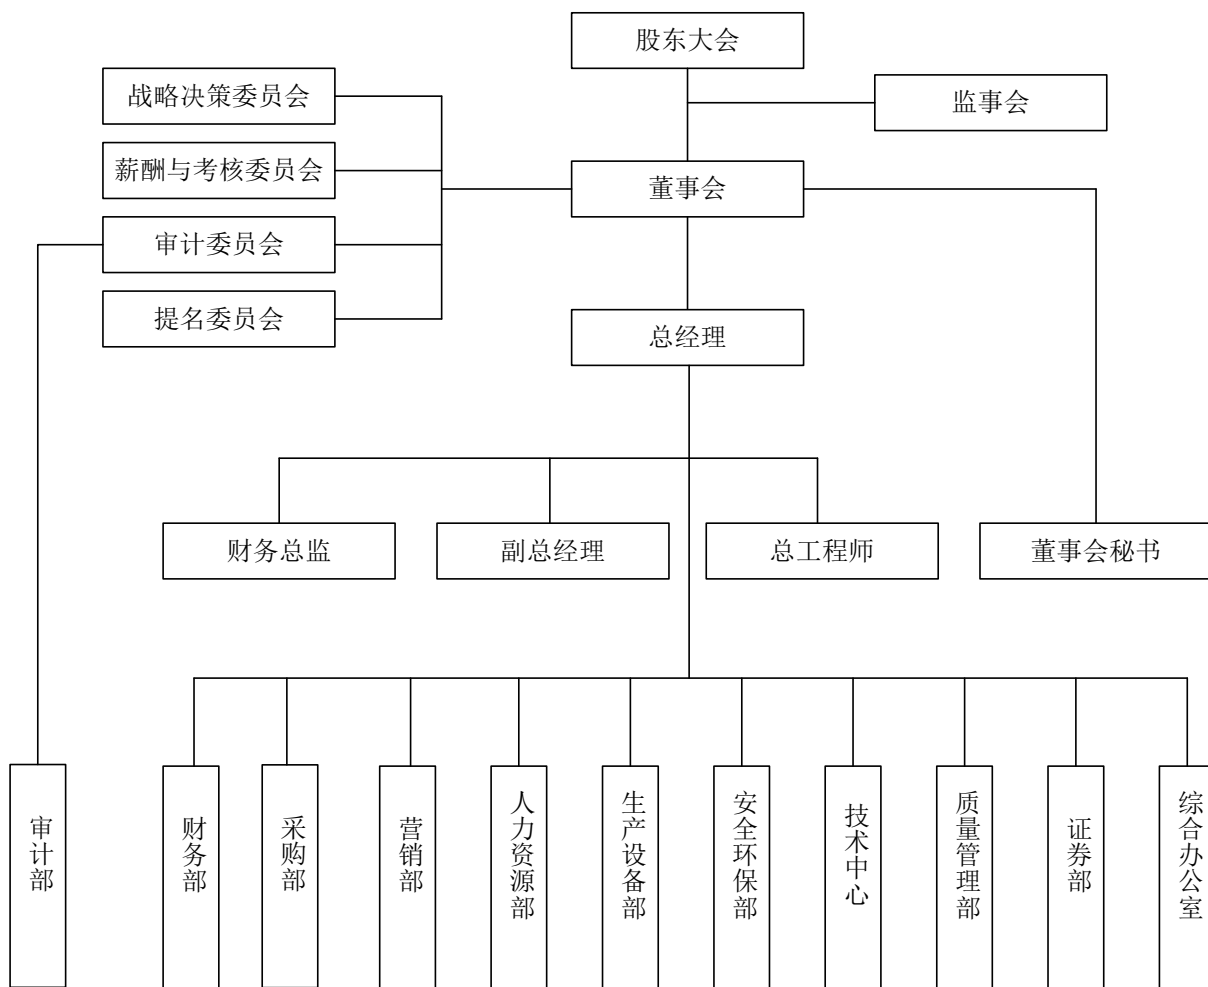 股东大会
战略决策委员会
监事会
薪酬与考核委员会
董事会
审计委员会
提名委员会
总经理
财务总监
副总经理
总工程师
董事会秘书
审计部
财务部
采购部
营销部
人力资源部
生产设备部
安全环保部
技术中心
质量管理部
证券部
综合办公室